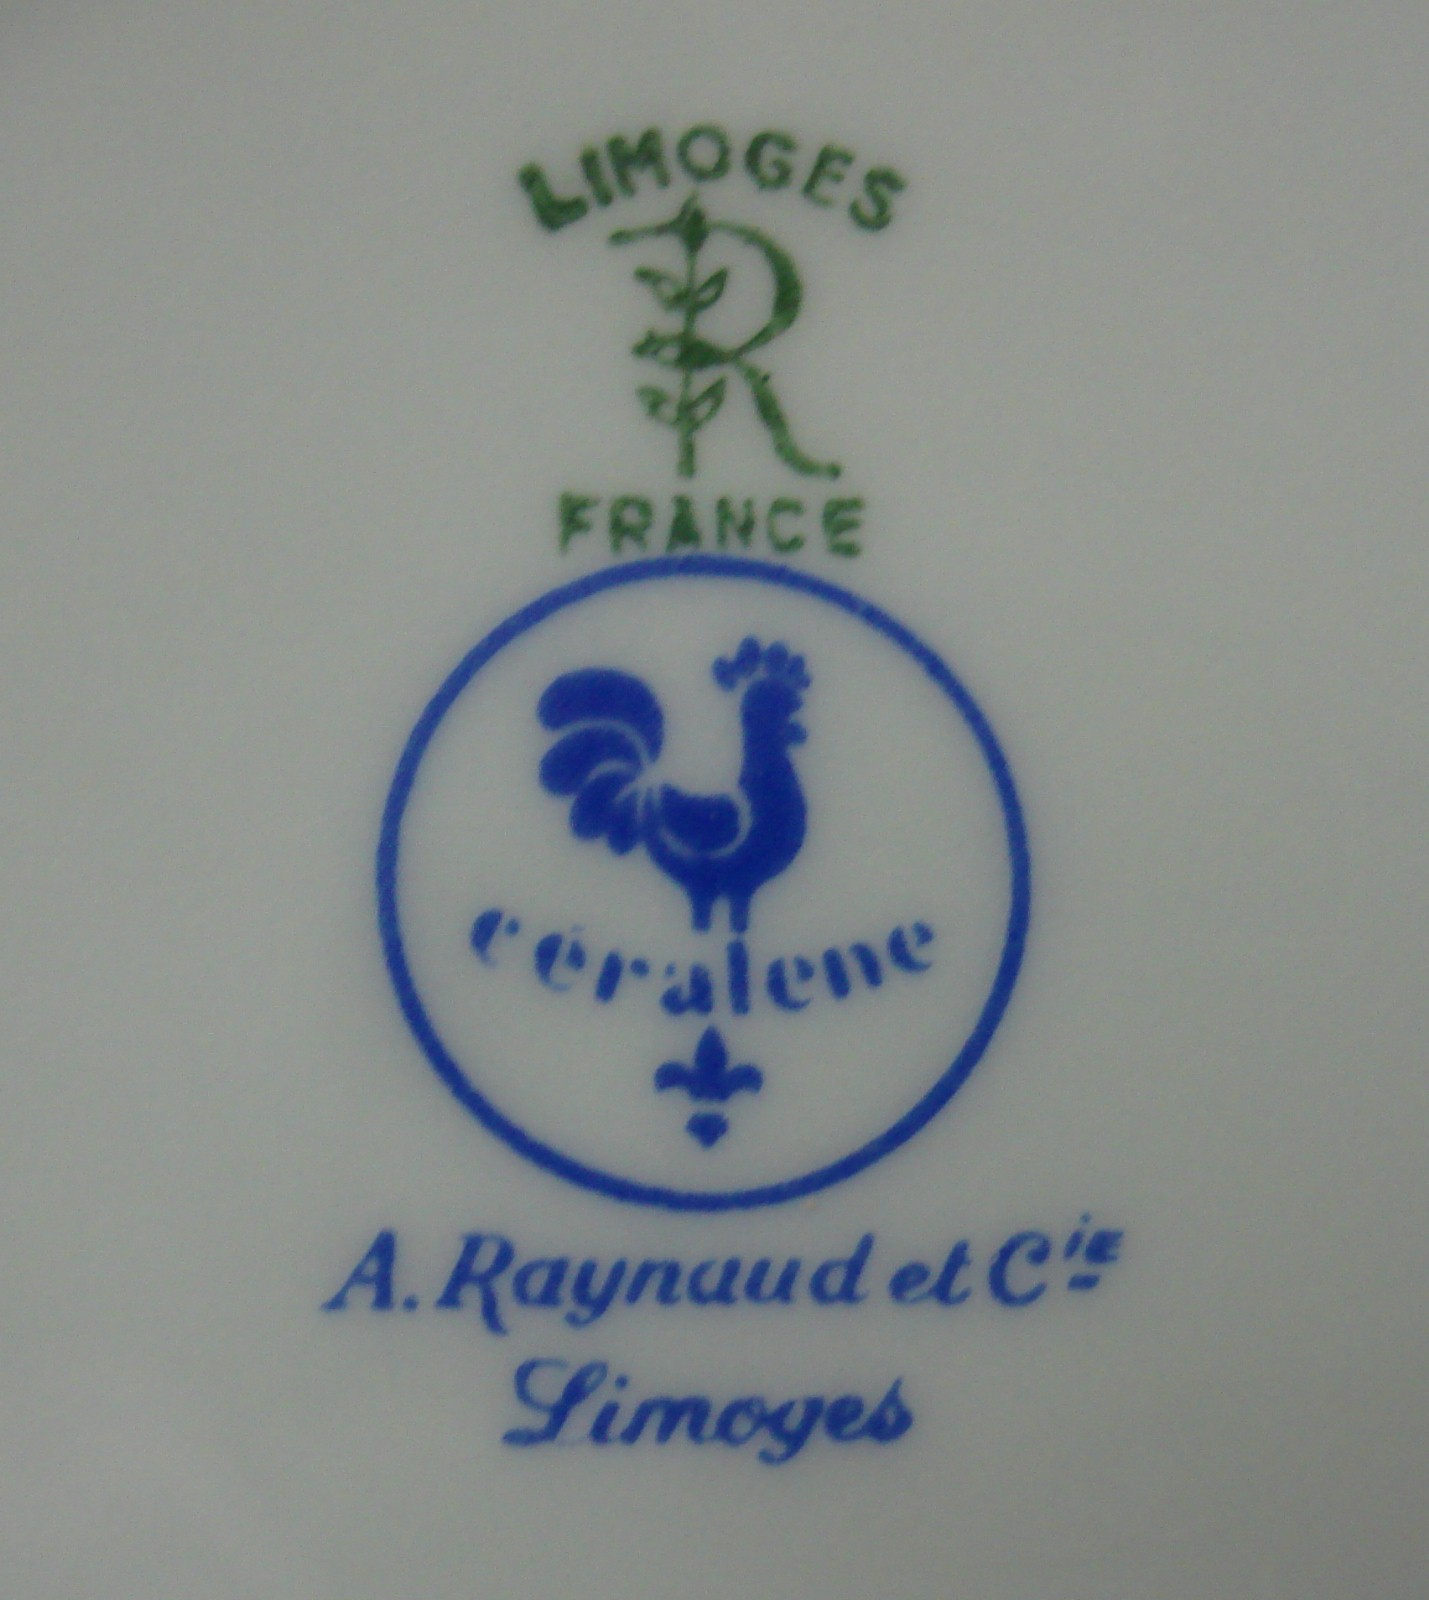 LIMOGES
R
FRANCE
céralene
A. Raynaud et Cie
Limoges